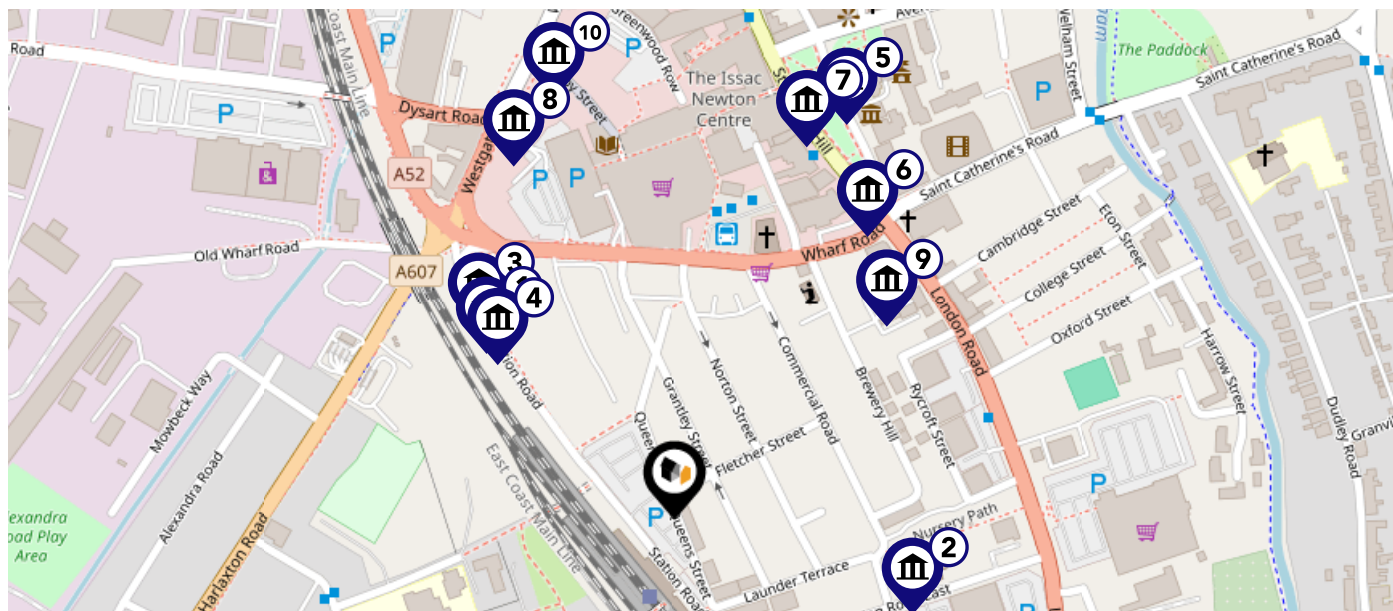 Road
East Coast Main Line
Greenwood Row
The Issac
Newton
Centre
Dysart Road
Westgate
A52
Old Wharf Road
A607
Wharf Road
Hill
Saint Catherine's Road
Saint Catherine's Road
The Paddock
Welham Street
Cambridge Street
Eton Street
College Street
Oxford Street
Harrow Street
London Road
Dudley Road
Brewery Hill
Rycroft Street
Commercial Road
Norton Street
Grantley Street
Fletcher Street
Queens Street
Nursery Path
Launder Terrace
Station Road
East Coast Main Line
Mowbeck Way
Alexandra Road
Harlaxton Road
Alexandra
Road Play
Area
East
P
P
P
P
P
P
P
P
P
10
8
5
7
6
9
3
1
4
2